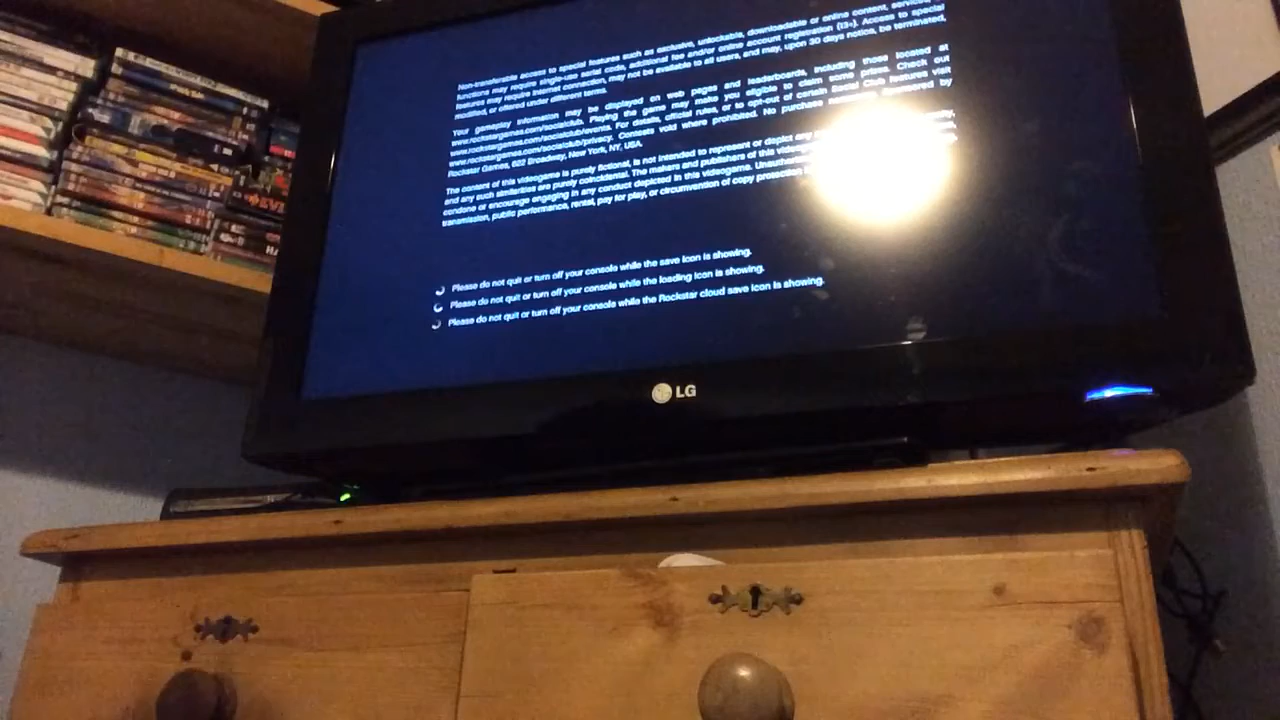 Non-transferable access to special features such as exclusive, unlockable, downloadable or online content, services,
functions may require single-use serial code, additional fee and/or online account registration (13+). Access to special
features may require internet connection, may not be available to all users, and may, upon 30 days notice, be terminated,
modified, or offered under different terms.
Your gameplay information may be displayed on web pages and leaderboards, including those located at
www.rockstargames.com/socialclub. Playing the game may make you eligible to claim some prizes. Check out
www.rockstargames.com/socialclub/events. For details, official rules, or to opt-out of certain Social Club features visit
www.rockstargames.com/socialclub/privacy. Contests void where prohibited. No purchase by
Rockstar Games, 622 Broadway, New York, NY, USA.
The content of this videogame is purely fictional, is not intended to represent or depict any
and any such similarities are purely coincidental. The makers and publishers of this
condone or encourage engaging in any conduct depicted in this videogame.
transmission, public performance, rental, pay for play, or circumvention of copy protection
Please do not quit or turn off your console while the save icon is showing.
Please do not quit or turn off your console while the loading icon is showing.
Please do not quit or turn off your console while the Rockstar cloud save icon is showing.
LG